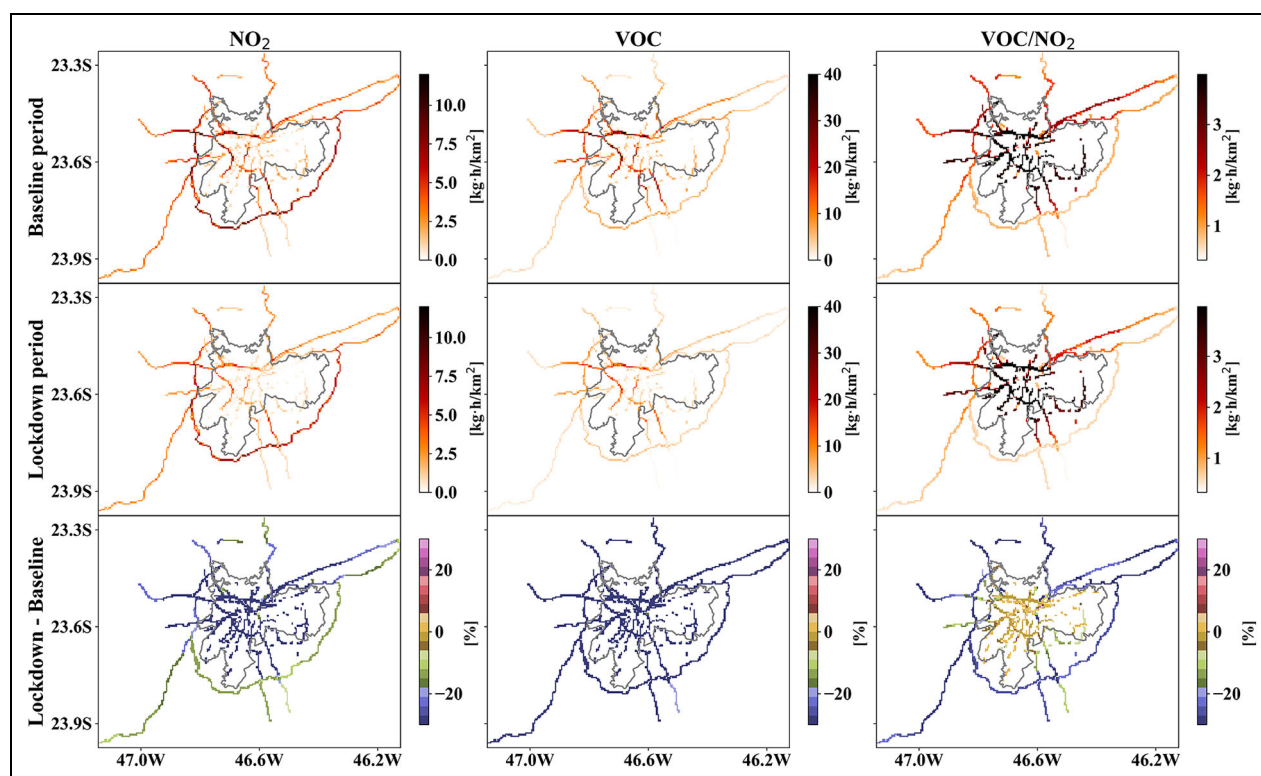 NO₂ VOC VOC/NO₂
Baseline period
23.3S
23.6S
23.9S
10.0
7.5
5.0
2.5
0.0
[kg·h/km²]
40
30
20
10
0
[kg·h/km²]
3
2
1
[kg·h/km²]
Lockdown period
23.3S
23.6S
23.9S
10.0
7.5
5.0
2.5
0.0
[kg·h/km²]
40
30
20
10
0
[kg·h/km²]
3
2
1
[kg·h/km²]
Lockdown - Baseline
23.3S
23.6S
23.9S
20
0
−20
[%]
20
0
−20
[%]
20
0
−20
[%]
47.0W 46.6W 46.2W 47.0W 46.6W 46.2W 47.0W 46.6W 46.2W